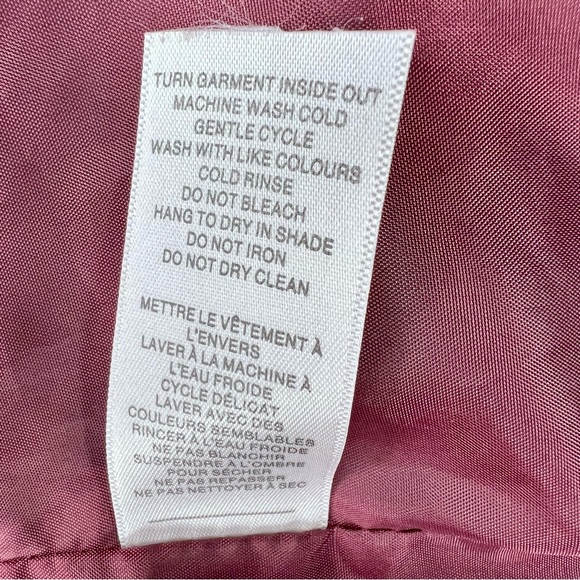 TURN GARMENT INSIDE OUT
MACHINE WASH COLD
GENTLE CYCLE
WASH WITH LIKE COLOURS
COLD RINSE
DO NOT BLEACH
HANG TO DRY IN SHADE
DO NOT IRON
DO NOT DRY CLEAN
METTRE LE VÊTEMENT À
L'ENVERS
LAVER À LA MACHINE À
L'EAU FROIDE
CYCLE DÉLICAT
LAVER AVEC DES
COULEURS SEMBLABLES
RINCER À L'EAU FROIDE
NE PAS BLANCHIR
SUSPENDRE À L'OMBRE
POUR SÉCHER
NE PAS REPASSER
NE PAS NETTOYER À SEC